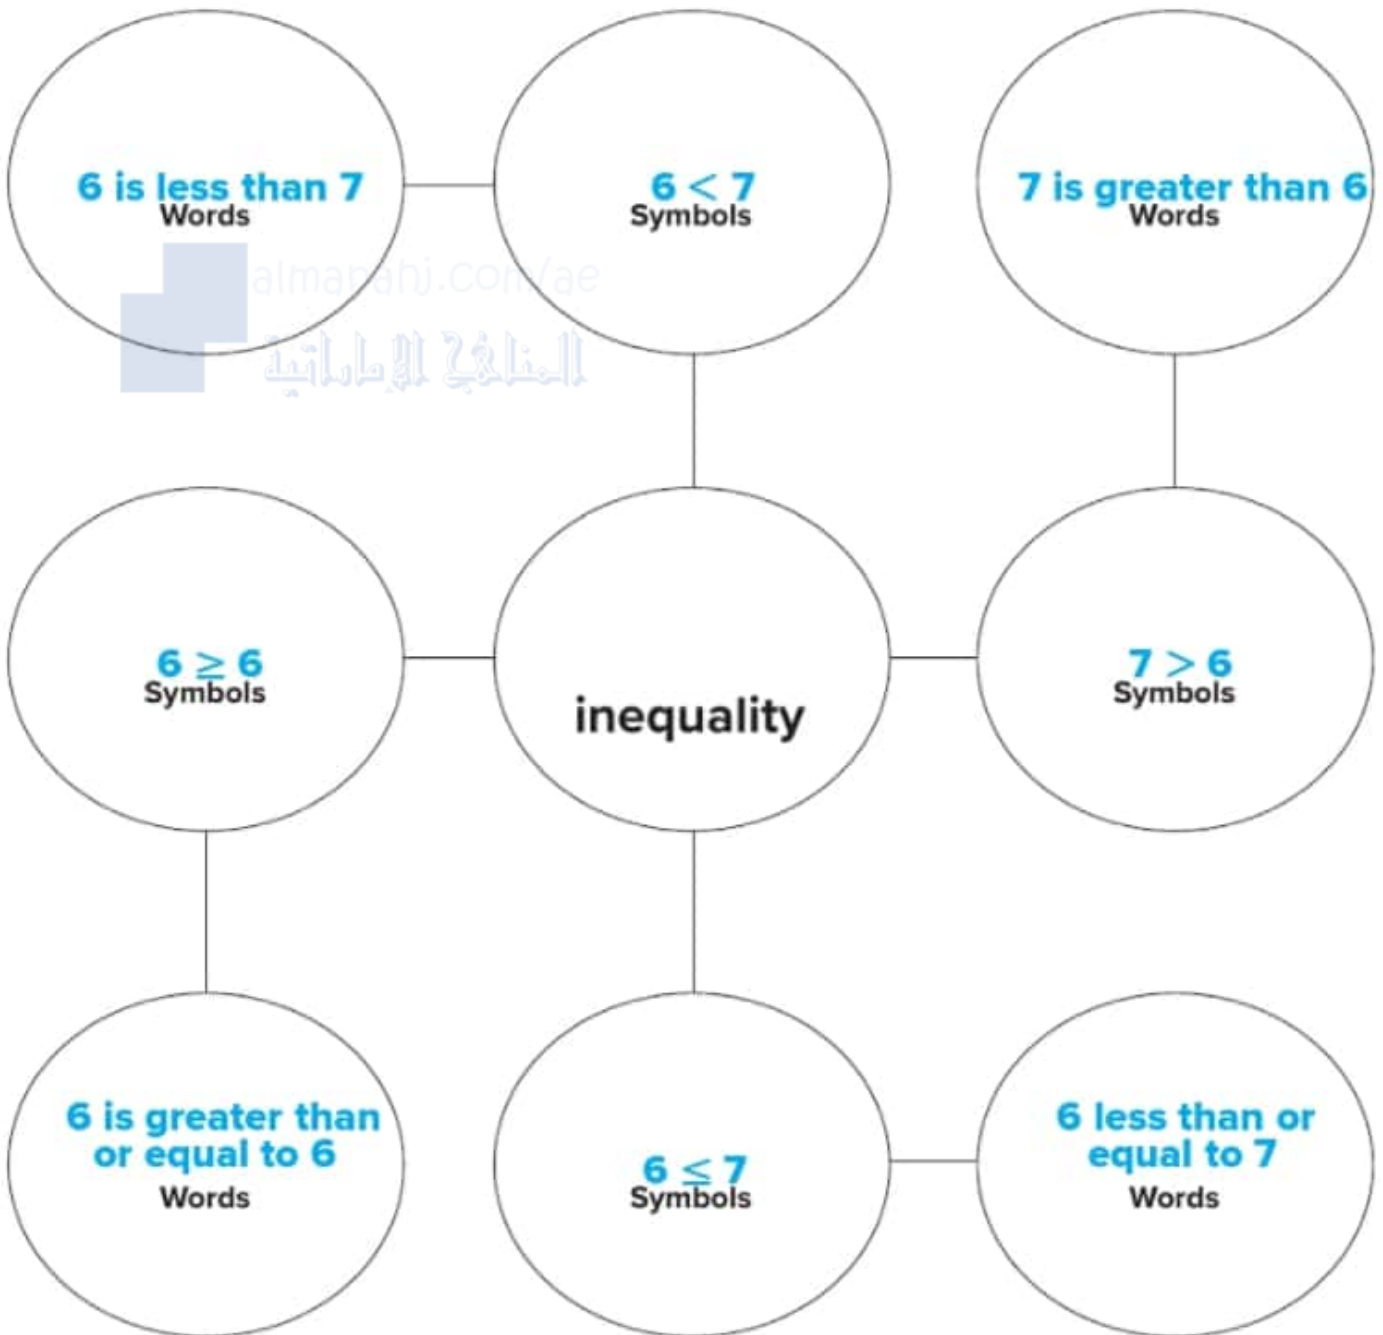 6 is less than 7
Words
6 < 7
Symbols
7 is greater than 6
Words
almanahj.com/ae
المناهج الإماراتية
6 ≥ 6
Symbols
inequality
7 > 6
Symbols
6 is greater than
or equal to 6
Words
6 ≤ 7
Symbols
6 less than or
equal to 7
Words